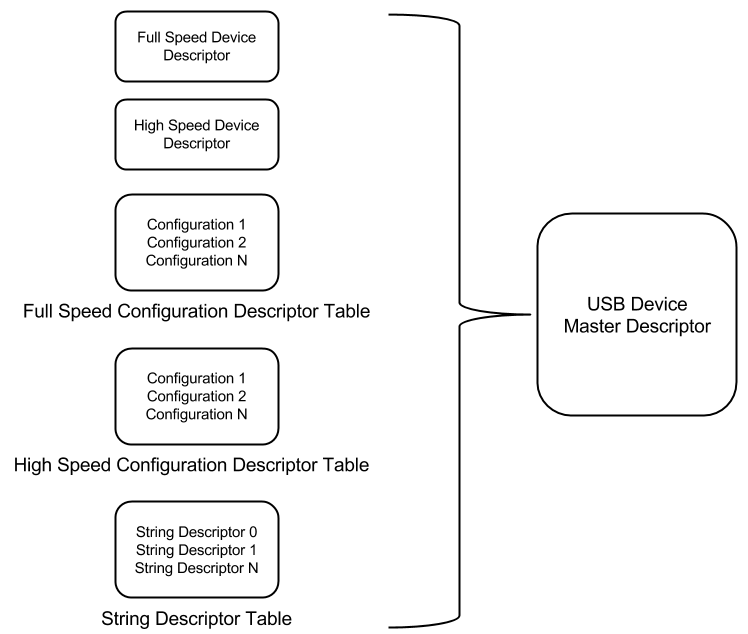 Full Speed Device
Descriptor
High Speed Device
Descriptor
Configuration 1
Configuration 2
Configuration N
Full Speed Configuration Descriptor Table
Configuration 1
Configuration 2
Configuration N
High Speed Configuration Descriptor Table
String Descriptor 0
String Descriptor 1
String Descriptor N
String Descriptor Table
USB Device
Master Descriptor